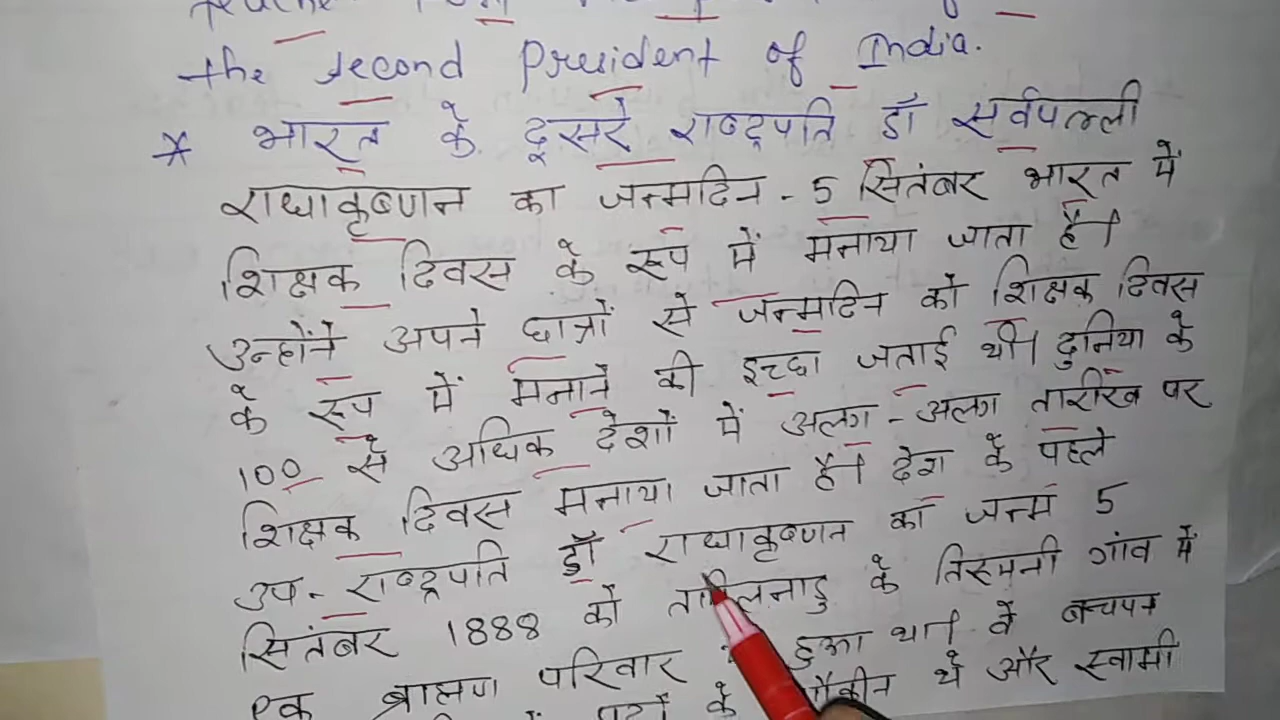 the second President of India.
* भारत के दूसरे राष्ट्रपति डॉ सर्वपल्ली
राधाकृष्णन का जन्मदिन - 5 सितंबर भारत में
शिक्षक दिवस के रूप में मनाया जाता है।
उन्होंने अपने छात्रों से जन्मदिन को शिक्षक दिवस
के रूप में मनाने की इच्छा जताई थी। दुनिया के
100 से अधिक देशों में अलग-अलग तारीख पर
शिक्षक दिवस मनाया जाता है। देश के पहले
उप-राष्ट्रपति डॉ राधाकृष्णन का जन्म 5
सितंबर 1888 को तामिलनाडु के तिरुमनी गांव में
एक ब्राह्मण परिवार हुआ था। वे बचपन
के थे और स्वामी